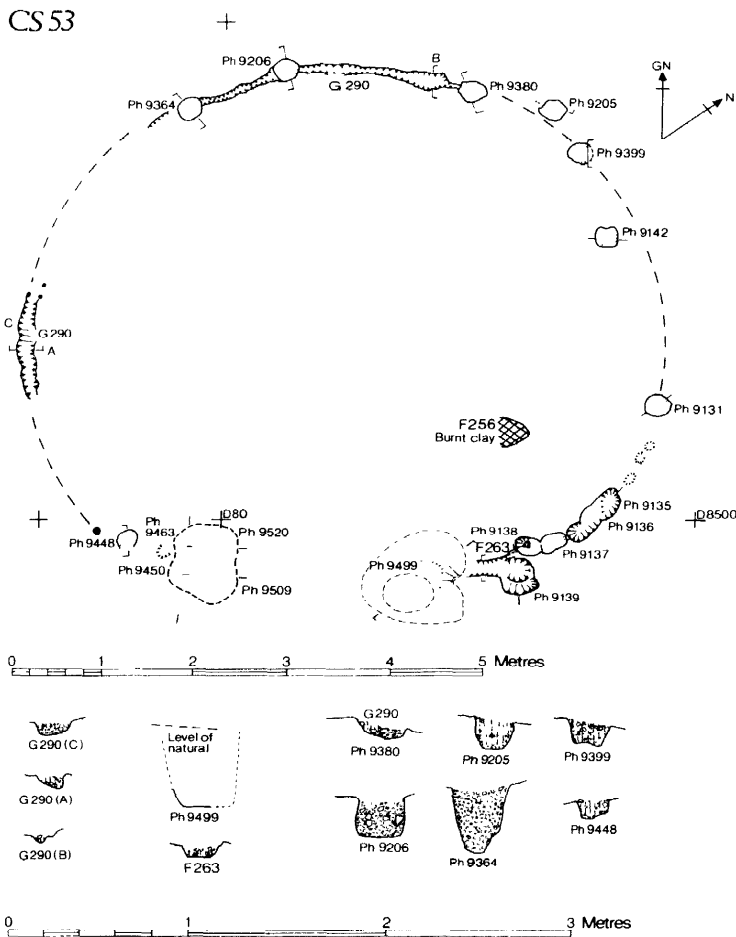 CS 53
Ph 9206
B
G 290
Ph 9364
Ph 9380
Ph 9205
GN
N
Ph 9399
Ph 9142
C
G 290
A
Ph 9131
F256
Burnt clay
Ph 9135
Ph 9136
D8500
Ph 9138
F263
Ph 9137
Ph 9499
Ph 9139
Ph 9448
Ph 9463
D80
Ph 9520
Ph 9450
Ph 9509
0 1 2 3 4 5 Metres
G290 (C)
Level of natural
G290
Ph 9380
Ph 9205
Ph 9399
G290 (A)
Ph 9499
Ph 9206
Ph 9364
Ph 9448
G290 (B)
F263
0 1 2 3 Metres